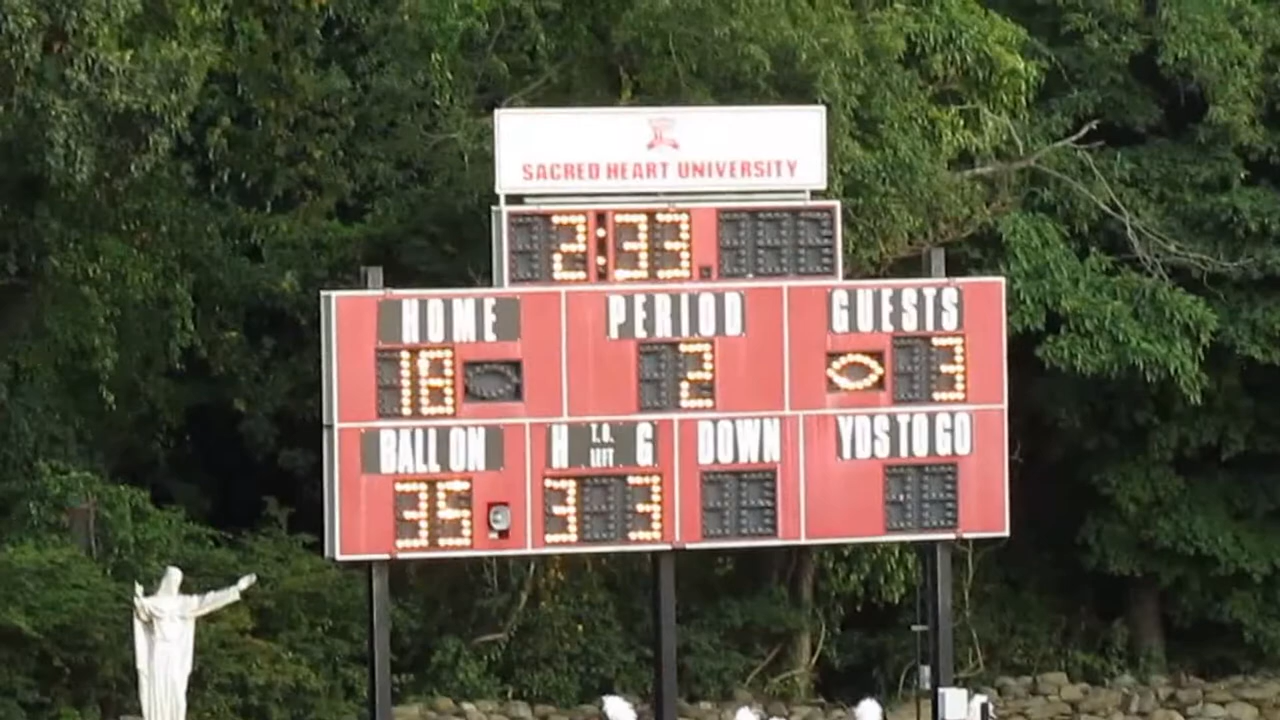 SACRED HEART UNIVERSITY
2:33
HOME PERIOD GUESTS
16 2 3
BALL ON H T.O. LEFT G DOWN YDS TO GO
35 3 3